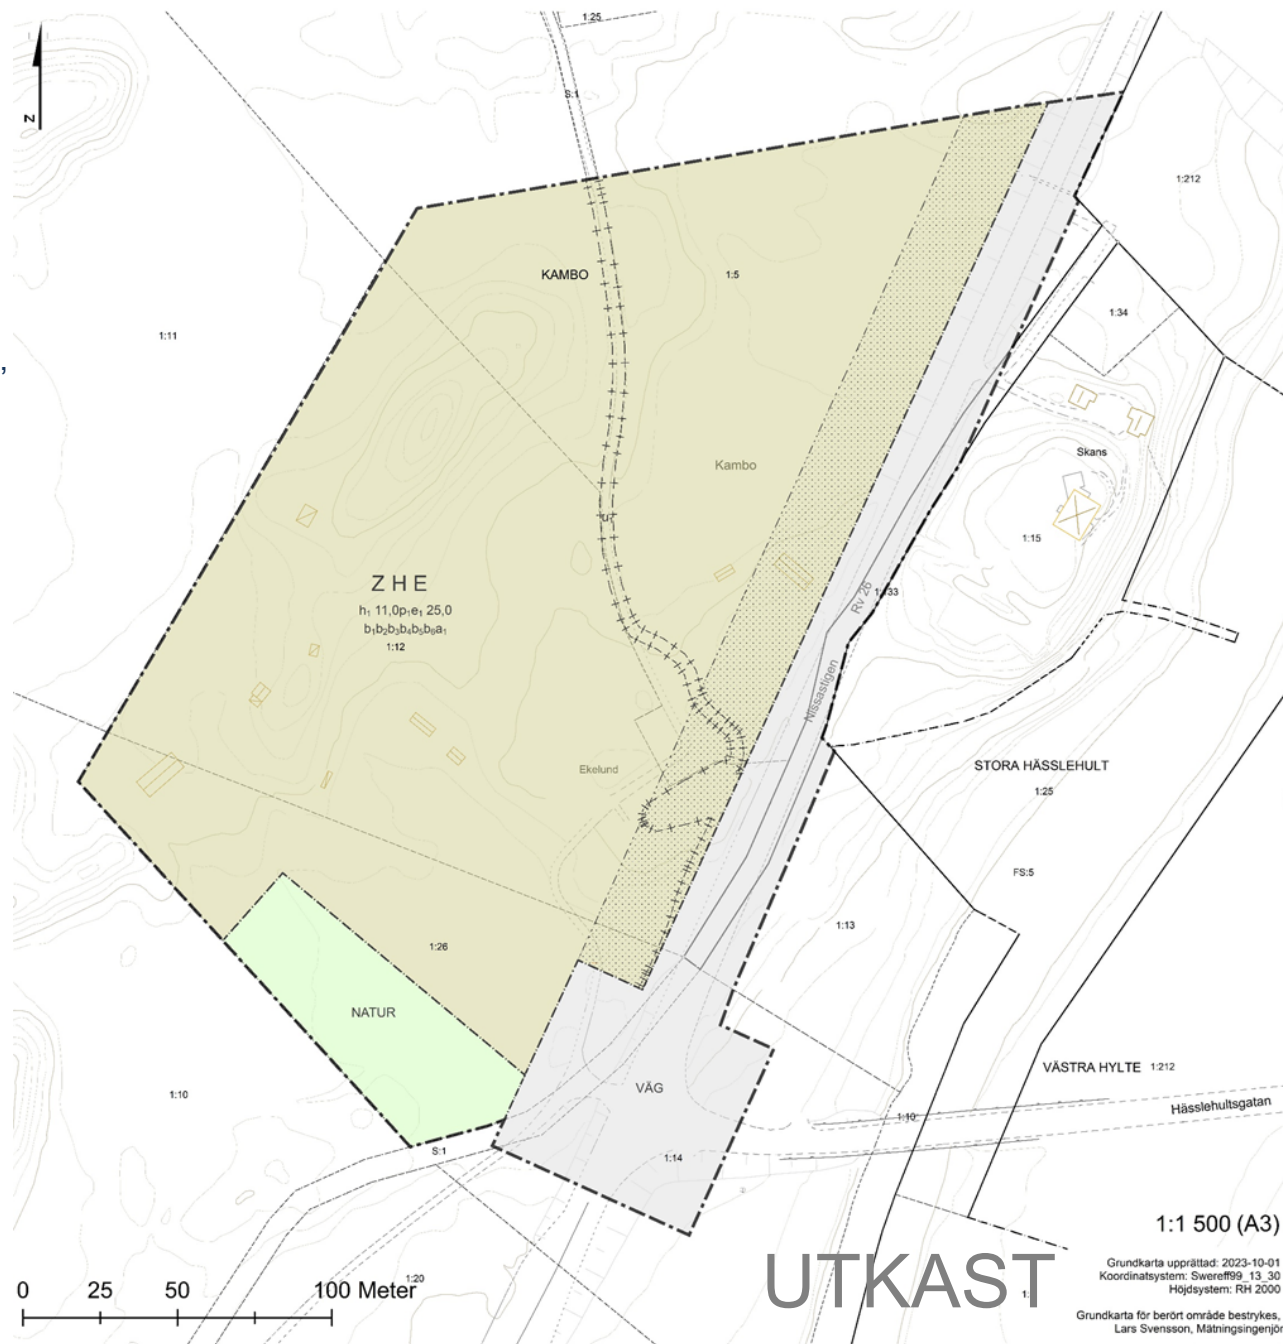 1:25
S:1
N
1:212
KAMBO
1:5
1:34
1:11
,
Kambo
Skans
1:15
u₁
Z H E
h₁ 11,0p₁e₁ 25,0
1:12
Rv 26
1:133
Nissastigen
Ekelund
STORA HÄSSLEHULT
1:25
FS:5
1:13
1:26
NATUR
VÄG
VÄSTRA HYLTE 1:212
1:10
Hässlehultsgatan
1:10
S:1
1:14
1:1 500 (A3)
UTKAST
Grundkarta upprättad: 2023-10-01
Koordinatsystem: Swereff99_13_30
Höjdsystem: RH 2000
0 25 50 100 Meter
1:20
Grundkarta för berört område bestrykes,
Lars Svensson, Mätningsingenjör